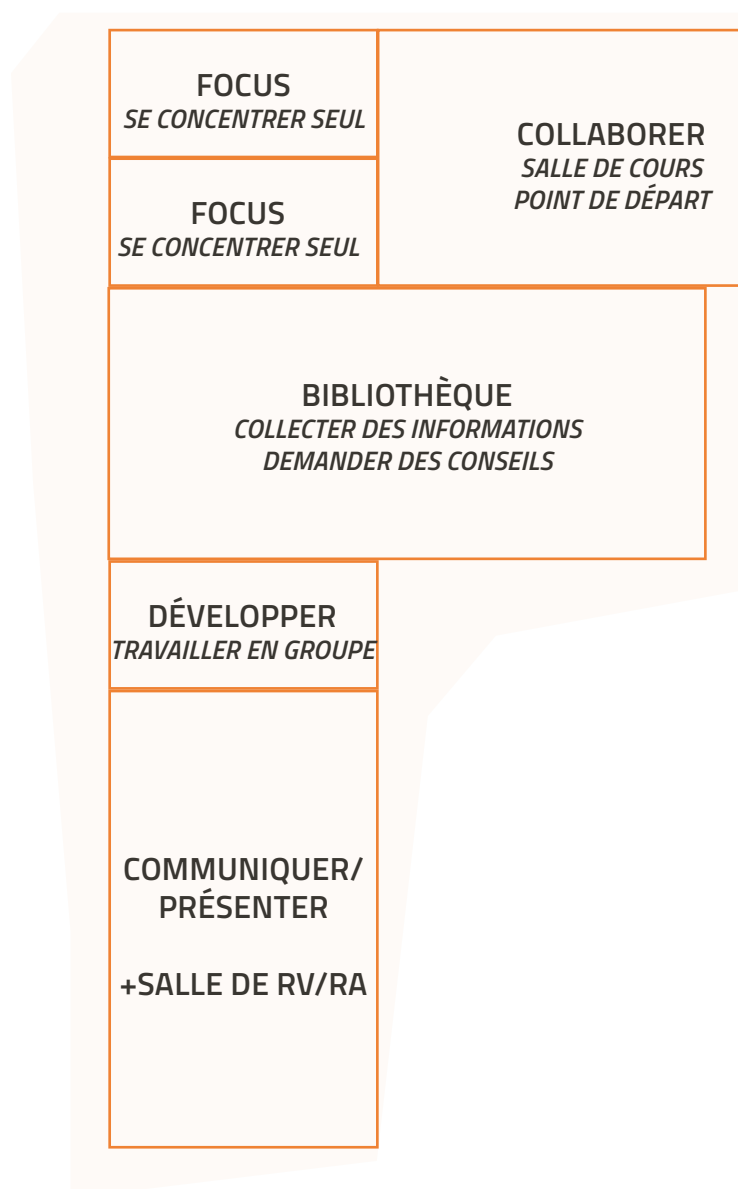 FOCUS
SE CONCENTRER SEUL
FOCUS
SE CONCENTRER SEUL
COLLABORER
SALLE DE COURS
POINT DE DÉPART
BIBLIOTHÈQUE
COLLECTER DES INFORMATIONS
DEMANDER DES CONSEILS
DÉVELOPPER
TRAVAILLER EN GROUPE
COMMUNIQUER/
PRÉSENTER
+SALLE DE RV/RA